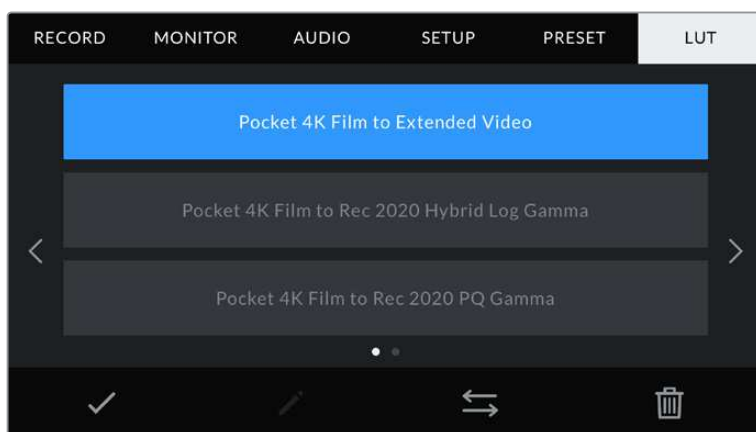 RECORD MONITOR AUDIO SETUP PRESET LUT
Pocket 4K Film to Extended Video
Pocket 4K Film to Rec 2020 Hybrid Log Gamma
Pocket 4K Film to Rec 2020 PQ Gamma